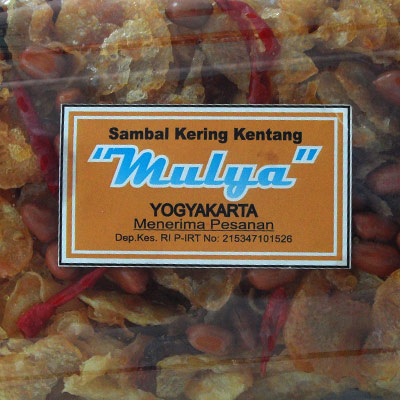 Sambal Kering Kentang
"Mulya"
YOGYAKARTA
Menerima Pesanan
Dep.Kes. RI P-IRT No: 215347101526